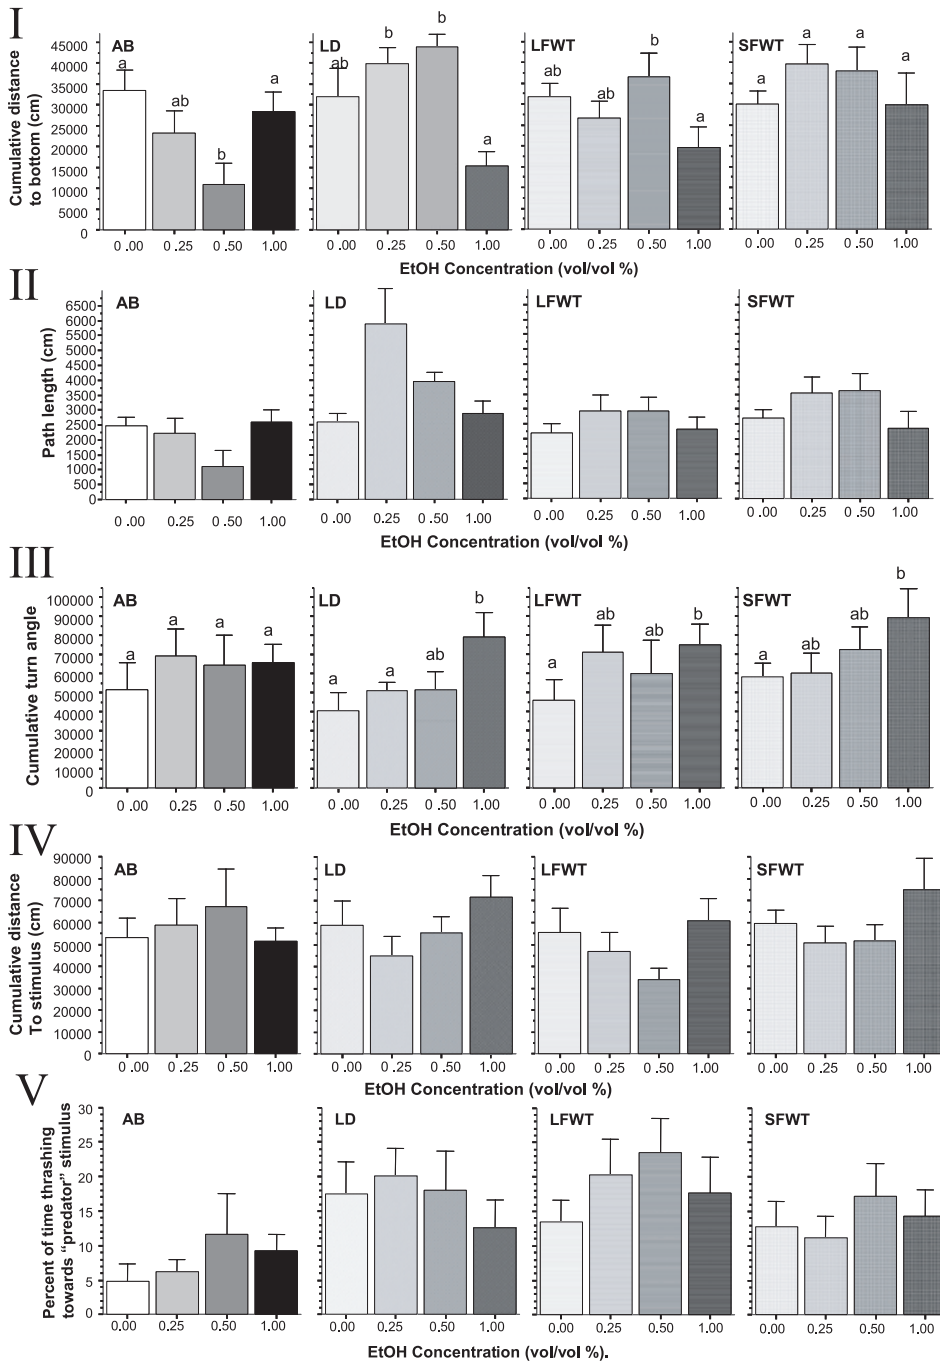 I
AB
LD
LFWT
SFWT
Cumulative distance
to bottom (cm)
45000
40000
35000
30000
25000
20000
15000
10000
5000
0
a
ab
b
a
ab
b
b
a
ab
ab
b
a
a
a
a
a
0.00 0.25 0.50 1.00
0.00 0.25 0.50 1.00
0.00 0.25 0.50 1.00
0.00 0.25 0.50 1.00
EtOH Concentration (vol/vol %)
II
AB
LD
LFWT
SFWT
Path length (cm)
6500
6000
5500
5000
4500
4000
3500
3000
2500
2000
1500
1000
500
0
0.00 0.25 0.50 1.00
0.00 0.25 0.50 1.00
0.00 0.25 0.50 1.00
0.00 0.25 0.50 1.00
EtOH Concentration (vol/vol %)
III
AB
LD
LFWT
SFWT
Cumulative turn angle
100000
90000
80000
70000
60000
50000
40000
30000
20000
10000
0
a
a
a
a
a
a
ab
b
a
ab
ab
b
a
ab
ab
b
0.00 0.25 0.50 1.00
0.00 0.25 0.50 1.00
0.00 0.25 0.50 1.00
0.00 0.25 0.50 1.00
EtOH Concentration (vol/vol %)
IV
AB
LD
LFWT
SFWT
Cumulative distance
To stimulus (cm)
90000
80000
70000
60000
50000
40000
30000
20000
10000
0
0.00 0.25 0.50 1.00
0.00 0.25 0.50 1.00
0.00 0.25 0.50 1.00
0.00 0.25 0.50 1.00
EtOH Concentration (vol/vol %)
V
AB
LD
LFWT
SFWT
Percent of time thrashing
towards “predator” stimulus
30
25
20
15
10
5
0
0.00 0.25 0.50 1.00
0.00 0.25 0.50 1.00
0.00 0.25 0.50 1.00
0.00 0.25 0.50 1.00
EtOH Concentration (vol/vol %).